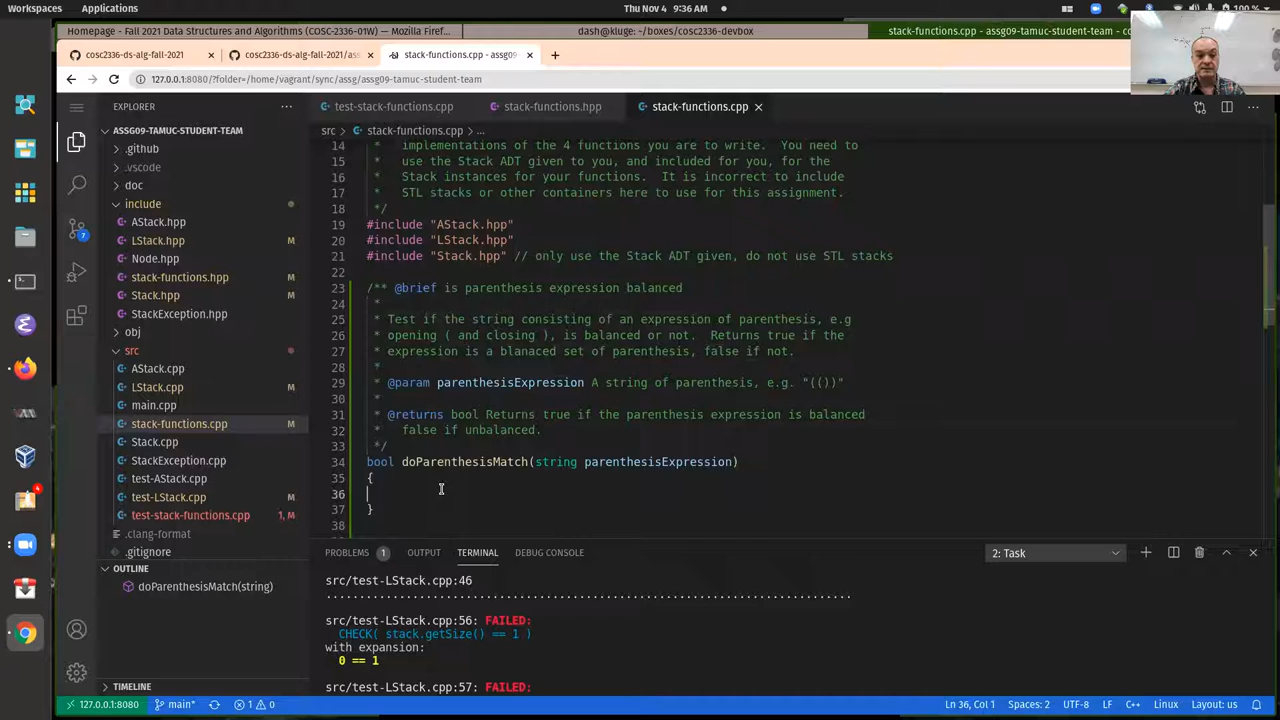 Workspaces Applications Thu Nov 4 9:36 AM 100 %
Homepage - Fall 2021 Data Structures and Algorithms (COSC-2336-01W) — Mozilla Firef... dash@kluge: ~/boxes/cosc2336-devbox stack-functions.cpp - assg09-tamuc-student-team - co
cosc2336-ds-alg-fall-2021 cosc2336-ds-alg-fall-2021/ass stack-functions.cpp - assg09
127.0.0.1:8080/?folder=/home/vagrant/sync/assg/assg09-tamuc-student-team
EXPLORER
test-stack-functions.cpp stack-functions.hpp stack-functions.cpp
src > stack-functions.cpp > ...
ASSG09-TAMUC-STUDENT-TEAM
.github
.vscode
doc
include
AStack.hpp
LStack.hpp M
Node.hpp
stack-functions.hpp M
Stack.hpp M
StackException.hpp
obj
src
AStack.cpp
LStack.cpp M
main.cpp
stack-functions.cpp M
Stack.cpp
StackException.cpp
test-AStack.cpp
test-LStack.cpp M
test-stack-functions.cpp 1, M
.clang-format
.gitignore
OUTLINE
doParenthesisMatch(string)
TIMELINE
7
4
14 * implementations of the 4 functions you are to write. You need to
15 * use the Stack ADT given to you, and included for you, for the
16 * Stack instances for your functions. It is incorrect to include
17 * STL stacks or other containers here to use for this assignment.
18 */
19 #include "AStack.hpp"
20 #include "LStack.hpp"
21 #include "Stack.hpp" // only use the Stack ADT given, do not use STL stacks
22
23 /** @brief is parenthesis expression balanced
24 *
25 * Test if the string consisting of an expression of parenthesis, e.g
26 * opening ( and closing ), is balanced or not. Returns true if the
27 * expression is a blanaced set of parenthesis, false if not.
28 *
29 * @param parenthesisExpression A string of parenthesis, e.g. "(())"
30 *
31 * @returns bool Returns true if the parenthesis expression is balanced
32 * false if unbalanced.
33 */
34 bool doParenthesisMatch(string parenthesisExpression)
35 {
36
37 }
38
PROBLEMS 1 OUTPUT TERMINAL DEBUG CONSOLE 2: Task
src/test-LStack.cpp:46
...............................................................................
src/test-LStack.cpp:56: FAILED:
CHECK( stack.getSize() == 1 )
with expansion:
0 == 1
src/test-LStack.cpp:57: FAILED:
127.0.0.1:8080 main* 1 0 Ln 36, Col 1 Spaces: 2 UTF-8 LF C++ Linux Layout: us